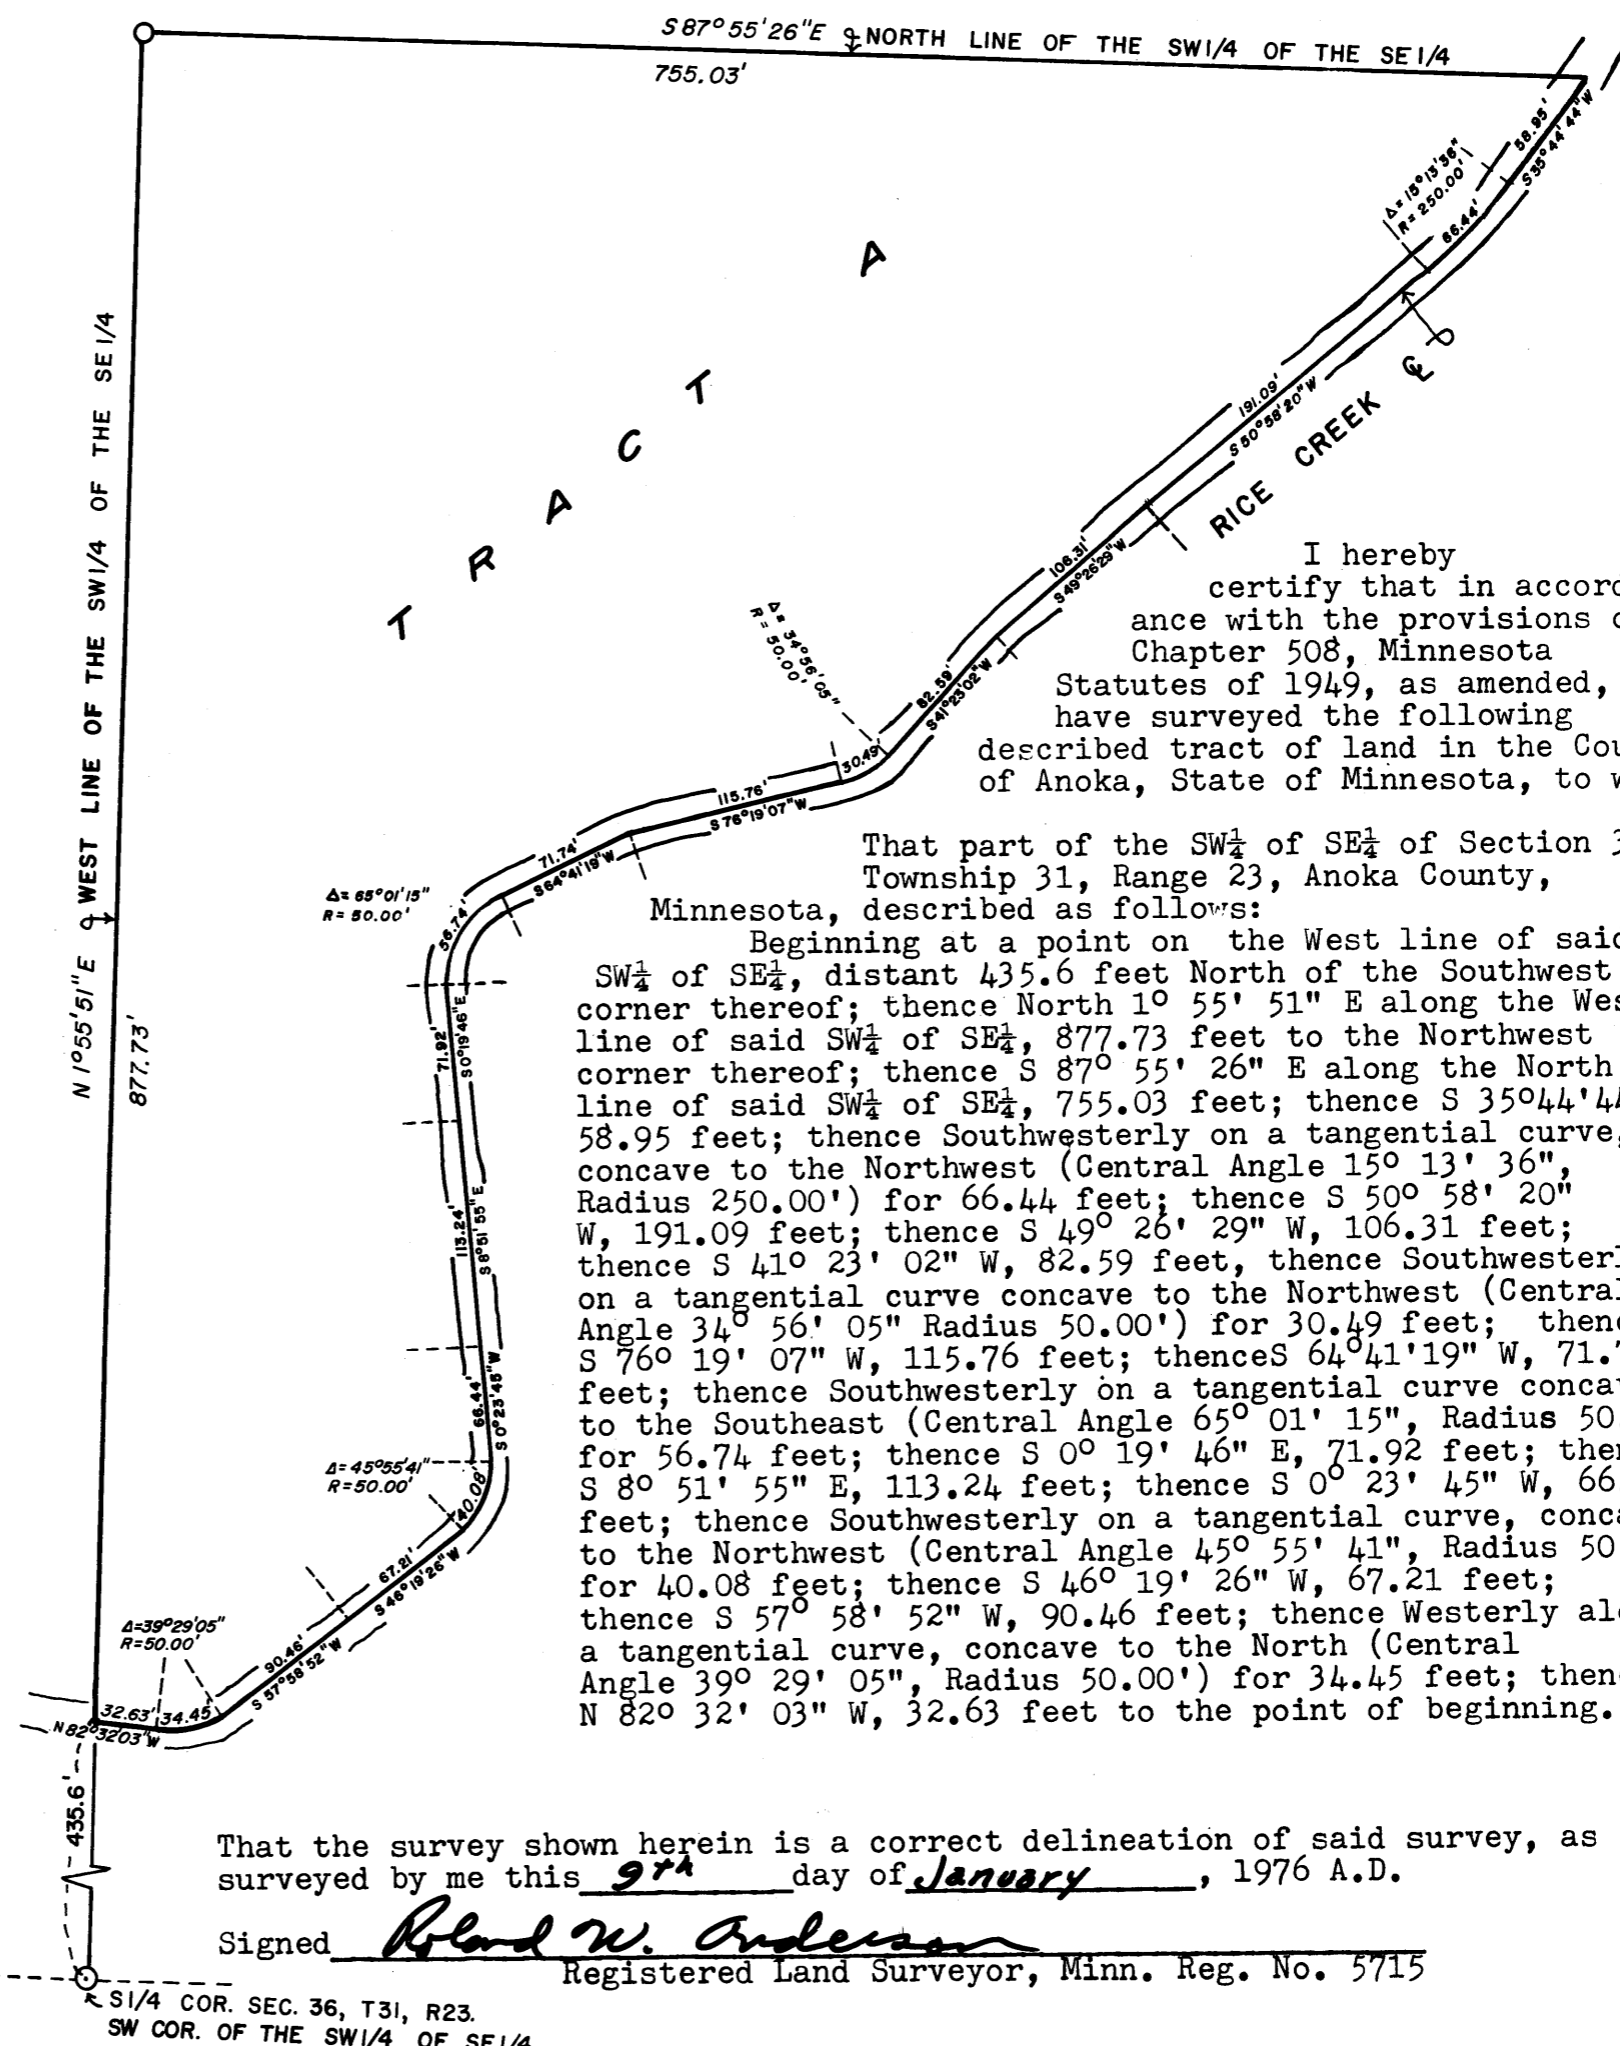 S 87° 55' 26" E NORTH LINE OF THE SW1/4 OF THE SE1/4
755.03'
58.95'
S 35° 44' 44" W
Δ = 15° 13' 36"
R = 250.00'
66.44'
TRACT A
191.09'
S 50° 58' 20" W
RICE CREEK ℄
N 1° 55' 51" E WEST LINE OF THE SW1/4 OF THE SE1/4
877.73'
106.31'
S 49° 26' 29" W
Δ = 34° 56' 05"
R = 50.00'
82.59'
S 41° 23' 02" W
30.49'
115.76'
S 76° 19' 07" W
71.74'
S 64° 41' 19" W
Δ = 65° 01' 15"
R = 50.00'
56.74'
71.92'
S 0° 19' 46" E
113.24'
S 8° 51' 55" E
66.44'
S 0° 23' 45" W
Δ = 45° 55' 41"
R = 50.00'
40.08'
67.21'
S 46° 19' 26" W
Δ = 39° 29' 05"
R = 50.00'
90.46'
S 57° 58' 52" W
32.63' 34.45'
N 82° 32' 03" W
435.6'
I hereby
certify that in accord
ance with the provisions
Chapter 508, Minnesota
Statutes of 1949, as amended,
have surveyed the following
described tract of land in the Cou
of Anoka, State of Minnesota, to w
That part of the SW¼ of SE¼ of Section 3
Township 31, Range 23, Anoka County,
Minnesota, described as follows:
Beginning at a point on the West line of said
SW¼ of SE¼, distant 435.6 feet North of the Southwest
corner thereof; thence North 1° 55' 51" E along the Wes
line of said SW¼ of SE¼, 877.73 feet to the Northwest
corner thereof; thence S 87° 55' 26" E along the North
line of said SW¼ of SE¼, 755.03 feet; thence S 35°44'44
58.95 feet; thence Southwesterly on a tangential curve,
concave to the Northwest (Central Angle 15° 13' 36",
Radius 250.00') for 66.44 feet; thence S 50° 58' 20"
W, 191.09 feet; thence S 49° 26' 29" W, 106.31 feet;
thence S 41° 23' 02" W, 82.59 feet, thence Southwesterl
on a tangential curve concave to the Northwest (Central
Angle 34° 56' 05" Radius 50.00') for 30.49 feet; thenc
S 76° 19' 07" W, 115.76 feet; thenceS 64°41'19" W, 71.7
feet; thence Southwesterly on a tangential curve conca
to the Southeast (Central Angle 65° 01' 15", Radius 50
for 56.74 feet; thence S 0° 19' 46" E, 71.92 feet; then
S 8° 51' 55" E, 113.24 feet; thence S 0° 23' 45" W, 66
feet; thence Southwesterly on a tangential curve, conca
to the Northwest (Central Angle 45° 55' 41", Radius 50
for 40.08 feet; thence S 46° 19' 26" W, 67.21 feet;
thence S 57° 58' 52" W, 90.46 feet; thence Westerly al
a tangential curve, concave to the North (Central
Angle 39° 29' 05", Radius 50.00') for 34.45 feet; then
N 82° 32' 03" W, 32.63 feet to the point of beginning.
That the survey shown herein is a correct delineation of said survey, as
surveyed by me this 9th day of January, 1976 A.D.
Signed Roland W. Anderson
Registered Land Surveyor, Minn. Reg. No. 5715
S1/4 COR. SEC. 36, T31, R23.
SW COR. OF THE SW1/4 OF SE1/4